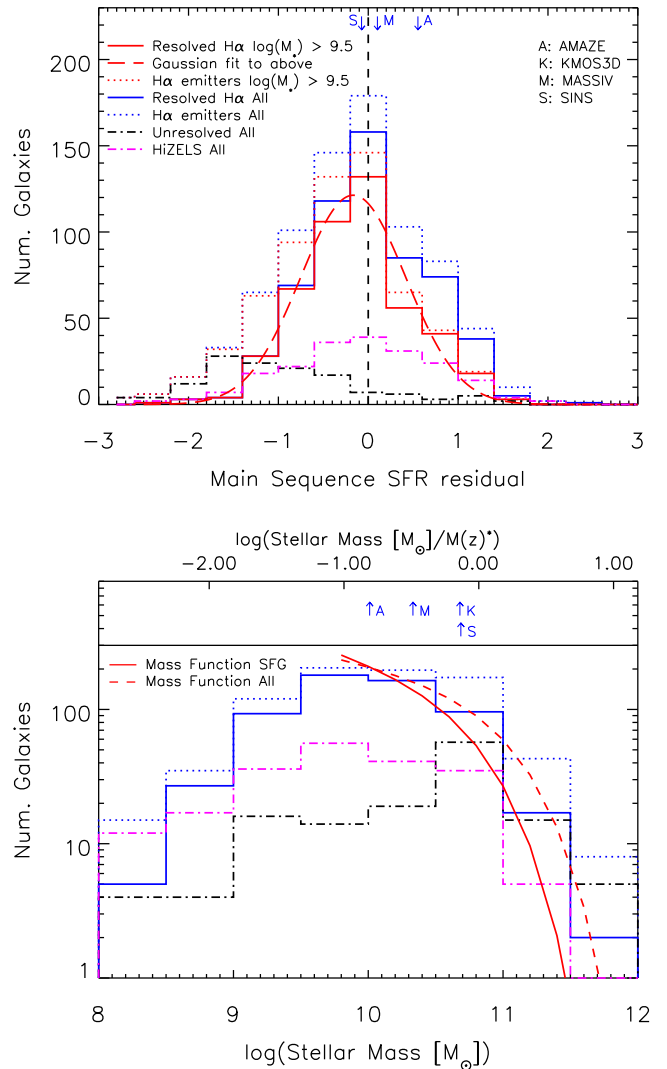 S↓ ↓M ↓A
Resolved Hα log(M*) > 9.5
Gaussian fit to above
Hα emitters log(M*) > 9.5
Resolved Hα All
Hα emitters All
Unresolved All
HiZELS All
A: AMAZE
K: KMOS3D
M: MASSIV
S: SINS
200
150
100
50
0
Num. Galaxies
-3 -2 -1 0 1 2 3
Main Sequence SFR residual
log(Stellar Mass [M⊙]/M(z)*)
-2.00 -1.00 0.00 1.00
↑A ↑M ↑K
↑S
Mass Function SFG
Mass Function All
100
10
1
Num. Galaxies
8 9 10 11 12
log(Stellar Mass [M⊙])